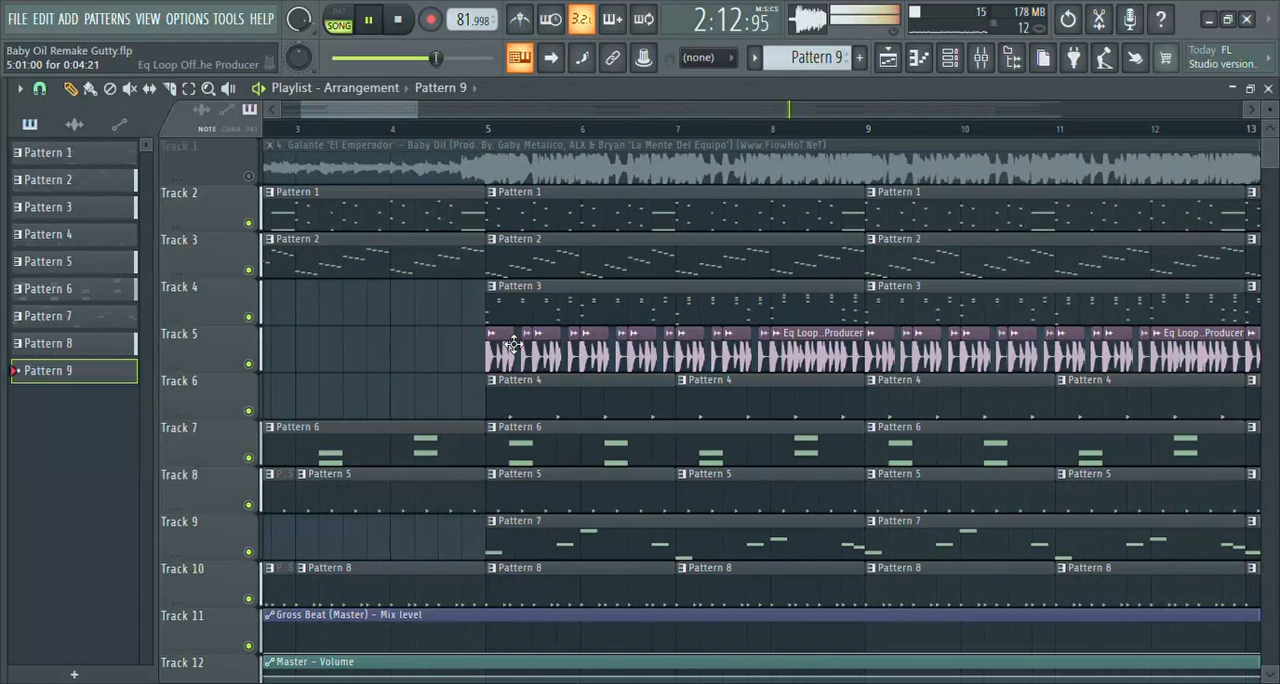 FILE EDIT ADD PATTERNS VIEW OPTIONS TOOLS HELP
PAT
SONG
81.998
3.2
2:12:95
M:S:CS
15
178 MB
12
Baby Oil Remake Gutty.flp
5:01:00 for 0:04:21
Eq Loop Off..he Producer
(none)
Pattern 9
Today FL
Studio version..
Playlist - Arrangement
Pattern 9
NOTE CHAN PAT
3 4 5 6 7 8 9 10 11 12 13
Pattern 1
Pattern 2
Pattern 3
Pattern 4
Pattern 5
Pattern 6
Pattern 7
Pattern 8
Pattern 9
Track 1
4. Galante 'El Emperador' - Baby Oil (Prod. By. Gaby Metalico, ALX & Bryan 'La Mente Del Equipo') (Www.FlowHoT.NeT)
Track 2
Pattern 1 Pattern 1 Pattern 1
Track 3
Pattern 2 Pattern 2 Pattern 2
Track 4
Pattern 3 Pattern 3
Track 5
Eq Loop..Producer Eq Loop..Producer
Track 6
Pattern 4 Pattern 4 Pattern 4 Pattern 4
Track 7
Pattern 6 Pattern 6 Pattern 6
Track 8
P..5 Pattern 5 Pattern 5 Pattern 5 Pattern 5 Pattern 5
Track 9
Pattern 7 Pattern 7
Track 10
P..8 Pattern 8 Pattern 8 Pattern 8 Pattern 8 Pattern 8
Track 11
Gross Beat (Master) - Mix level
Track 12
Master - Volume